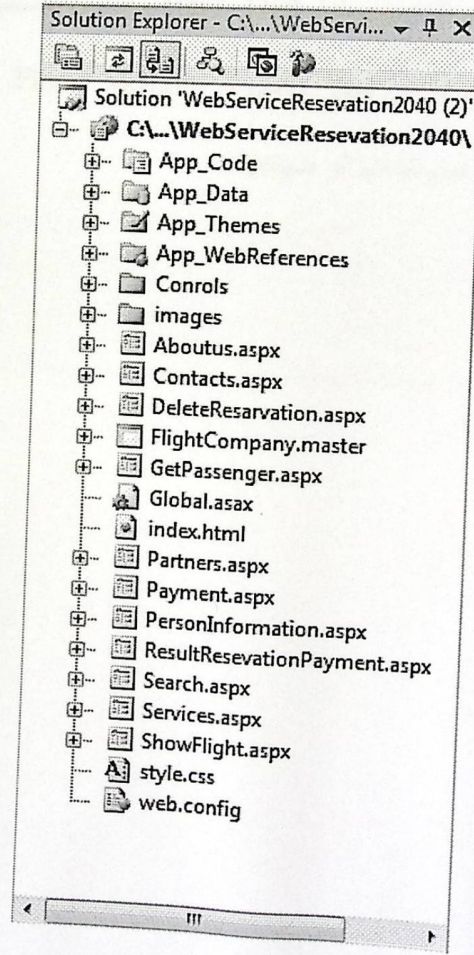 Solution Explorer - C:\...\WebServi...
Solution 'WebServiceResevation2040 (2)'
C:\...\WebServiceResevation2040\
App_Code
App_Data
App_Themes
App_WebReferences
Conrols
images
Aboutus.aspx
Contacts.aspx
DeleteResarvation.aspx
FlightCompany.master
GetPassenger.aspx
Global.asax
index.html
Partners.aspx
Payment.aspx
PersonInformation.aspx
ResultResevationPayment.aspx
Search.aspx
Services.aspx
ShowFlight.aspx
style.css
web.config